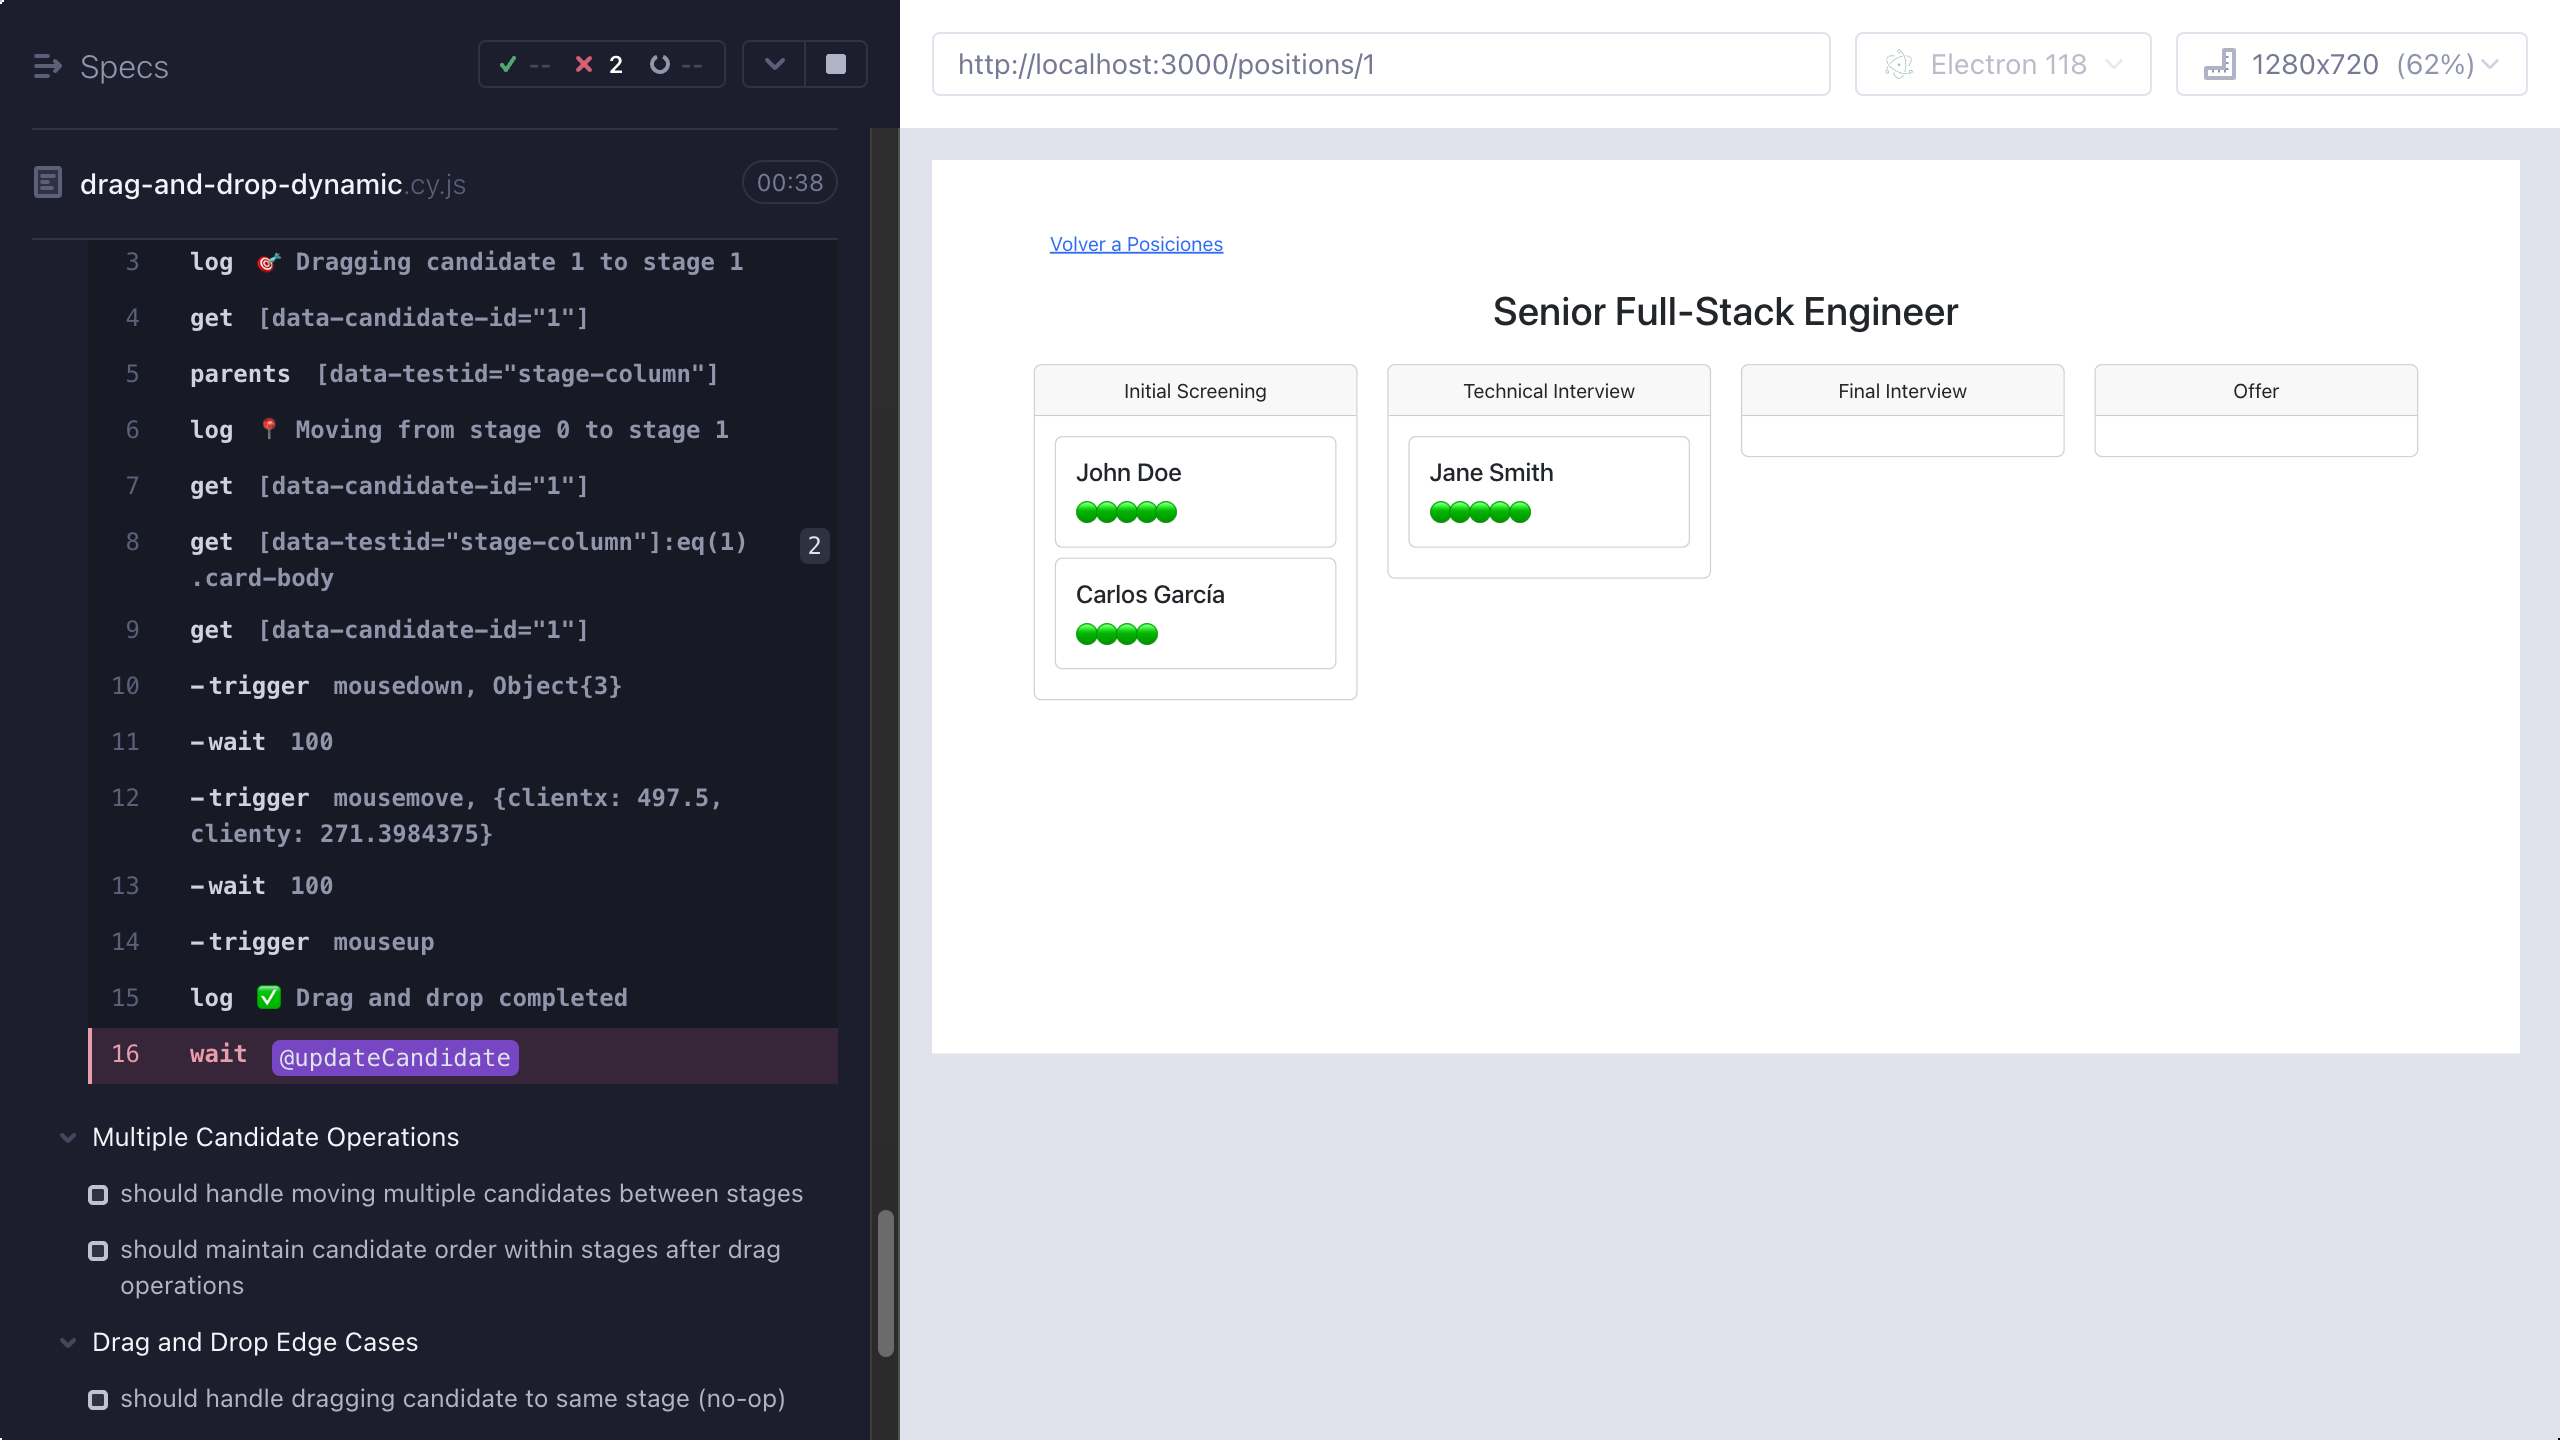 Specs
-- 2 --
drag-and-drop-dynamic.cy.js
00:38
3 log 🎯 Dragging candidate 1 to stage 1
4 get [data-candidate-id="1"]
5 parents [data-testid="stage-column"]
6 log 📍 Moving from stage 0 to stage 1
7 get [data-candidate-id="1"]
8 get [data-testid="stage-column"]:eq(1) 2
.card-body
9 get [data-candidate-id="1"]
10 -trigger mousedown, Object{3}
11 -wait 100
12 -trigger mousemove, {clientx: 497.5,
clienty: 271.3984375}
13 -wait 100
14 -trigger mouseup
15 log ✅ Drag and drop completed
16 wait @updateCandidate
Multiple Candidate Operations
should handle moving multiple candidates between stages
should maintain candidate order within stages after drag
operations
Drag and Drop Edge Cases
should handle dragging candidate to same stage (no-op)
http://localhost:3000/positions/1
Electron 118
1280x720 (62%)
Volver a Posiciones
Senior Full-Stack Engineer
Initial Screening
John Doe
Carlos García
Technical Interview
Jane Smith
Final Interview
Offer